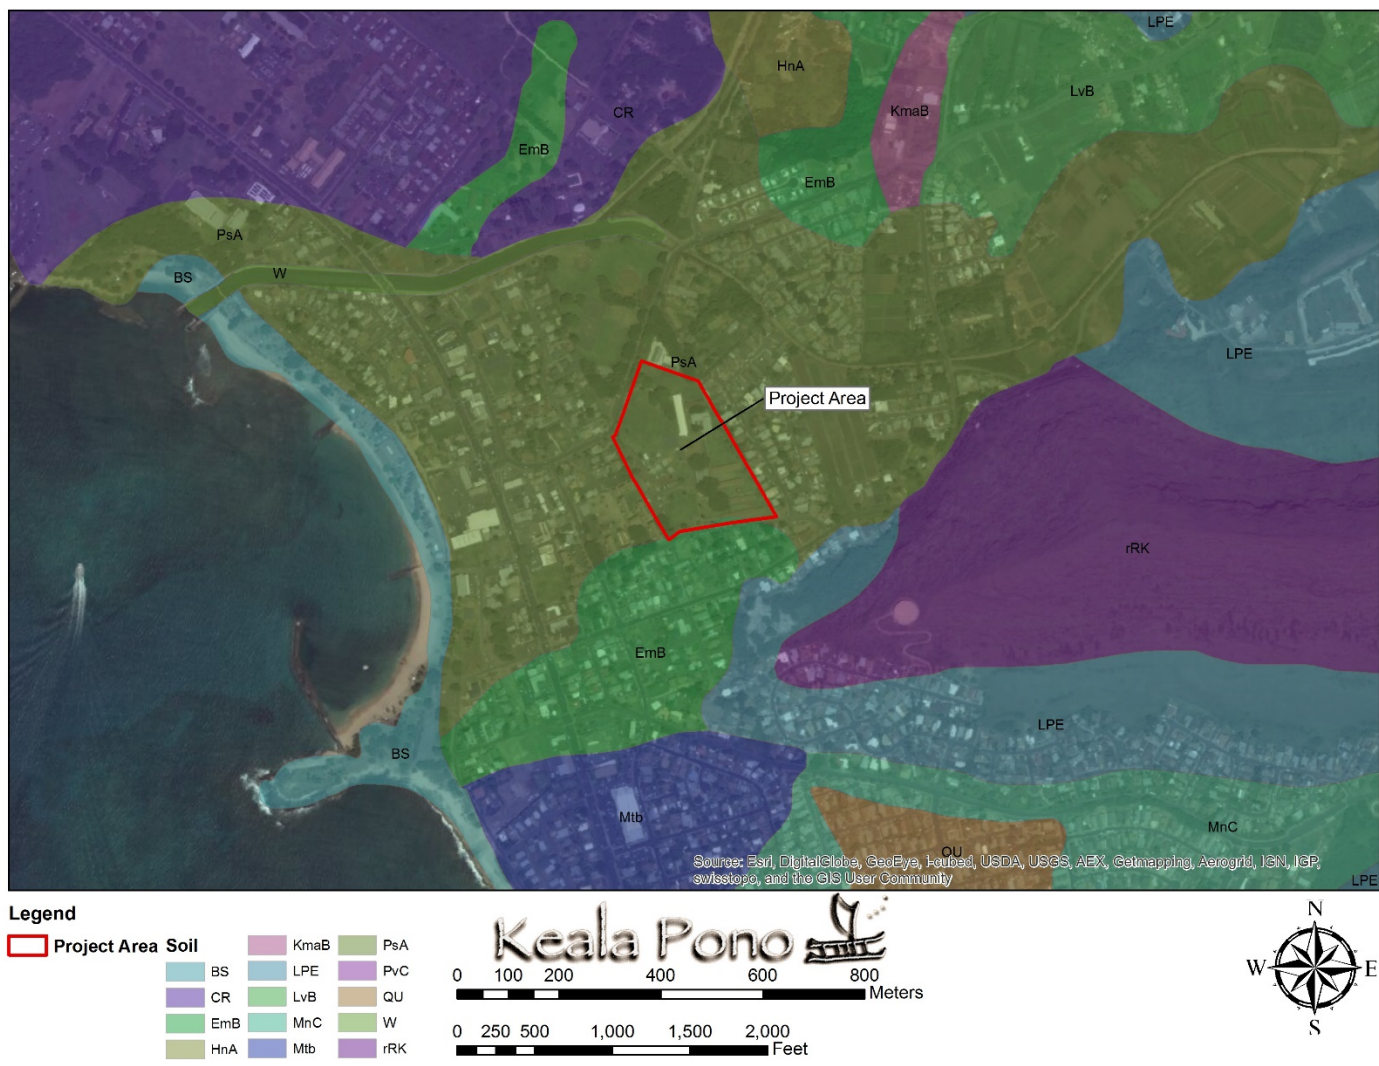 LPE
HnA
LvB
CR
KmaB
EmB
EmB
PsA
BS
W
LPE
PsA
Project Area
rRK
EmB
LPE
BS
Mtb
MnC
QU
Source: Esri, DigitalGlobe, GeoEye, i-cubed, USDA, USGS, AEX, Getmapping, Aerogrid, IGN, IGP,
swisstopo, and the GIS User Community
LPE
Legend
Project Area
Soil
BS
CR
EmB
HnA
KmaB
LPE
LvB
MnC
Mtb
PsA
PvC
QU
W
rRK
Keala Pono
0 100 200 400 600 800
Meters
0 250 500 1,000 1,500 2,000
Feet
N
W E
S